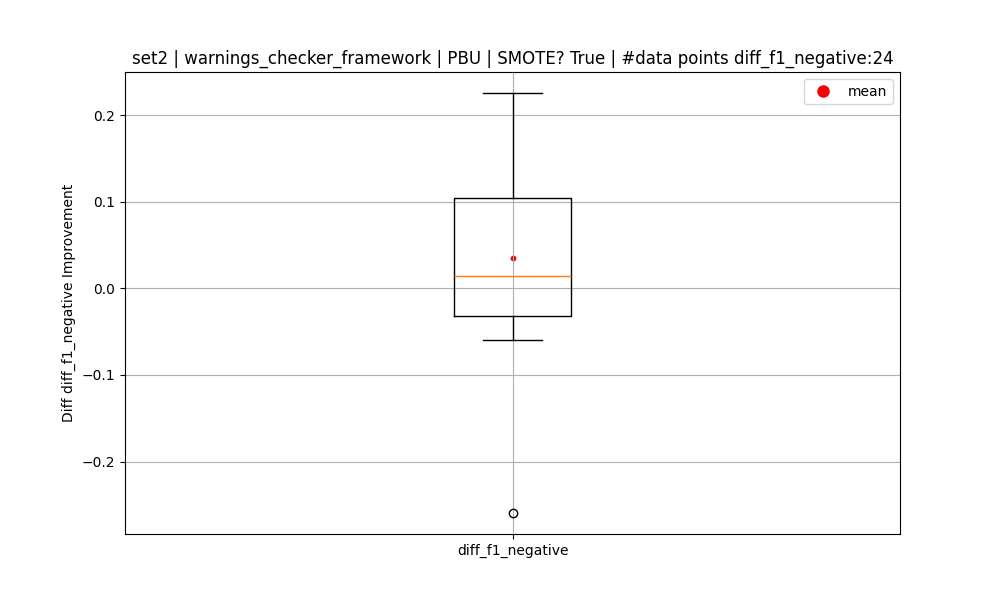 set2 | warnings_checker_framework | PBU | SMOTE? True | #data points diff_f1_negative:24
mean
0.2
0.1
0.0
−0.1
−0.2
Diff diff_f1_negative Improvement
diff_f1_negative